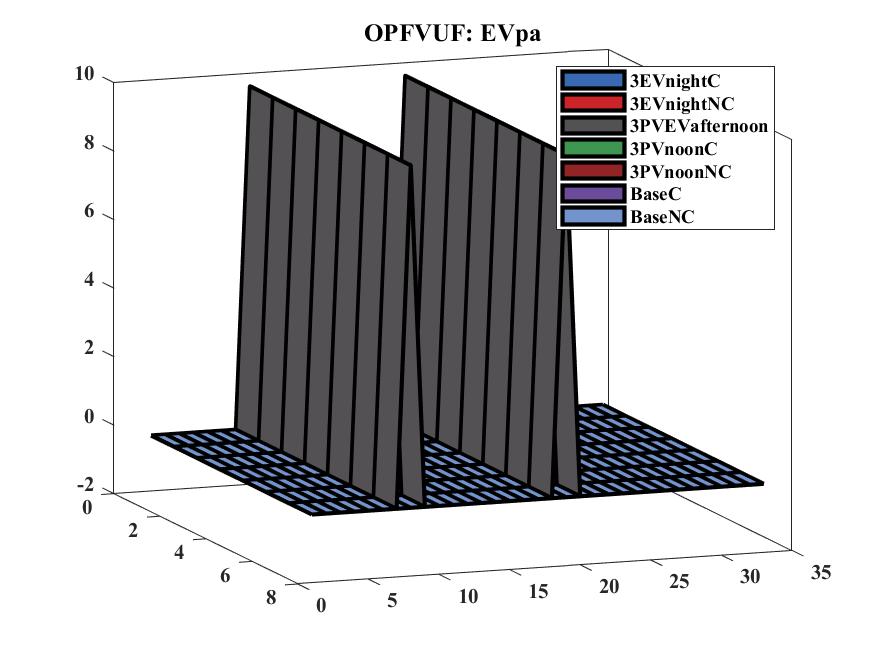 OPFVUF: EVpa
3EVnightC
3EVnightNC
3PVEVafternoon
3PVnoonC
3PVnoonNC
BaseC
BaseNC
10
8
6
4
2
0
-2
0
2
4
6
8
0
5
10
15
20
25
30
35